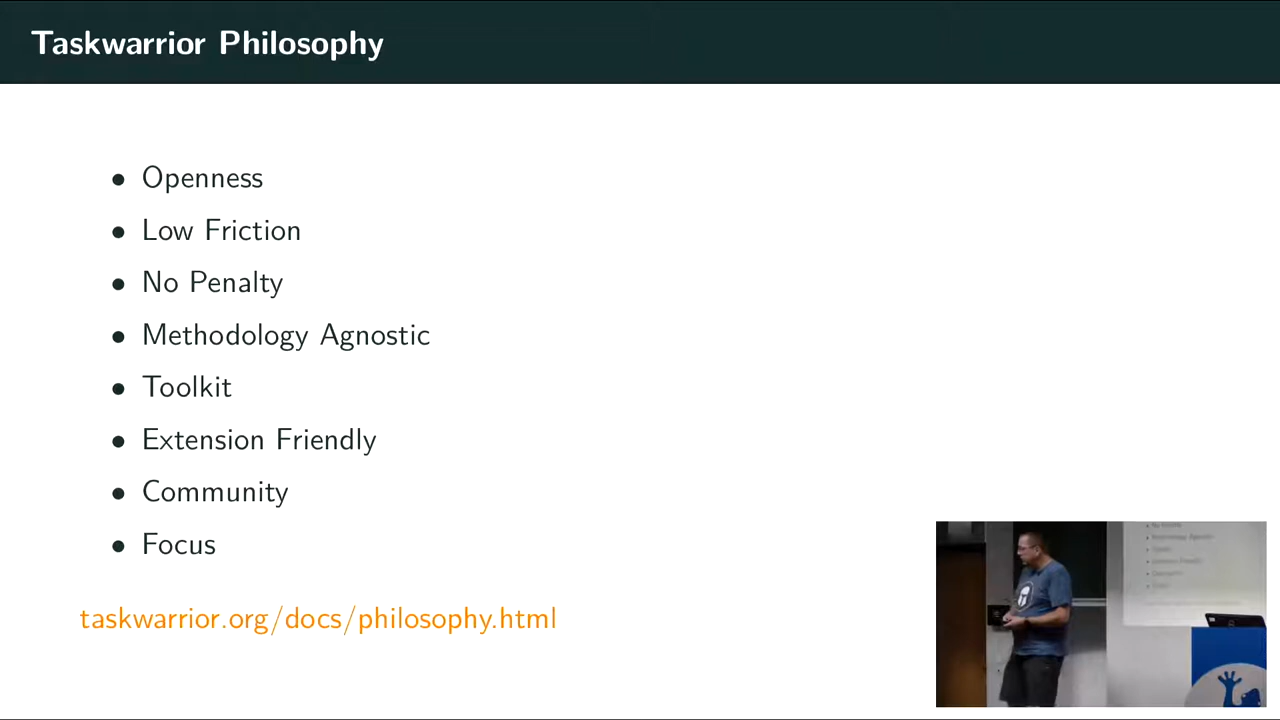 Taskwarrior Philosophy
• Openness
• Low Friction
• No Penalty
• Methodology Agnostic
• Toolkit
• Extension Friendly
• Community
• Focus
taskwarrior.org/docs/philosophy.html